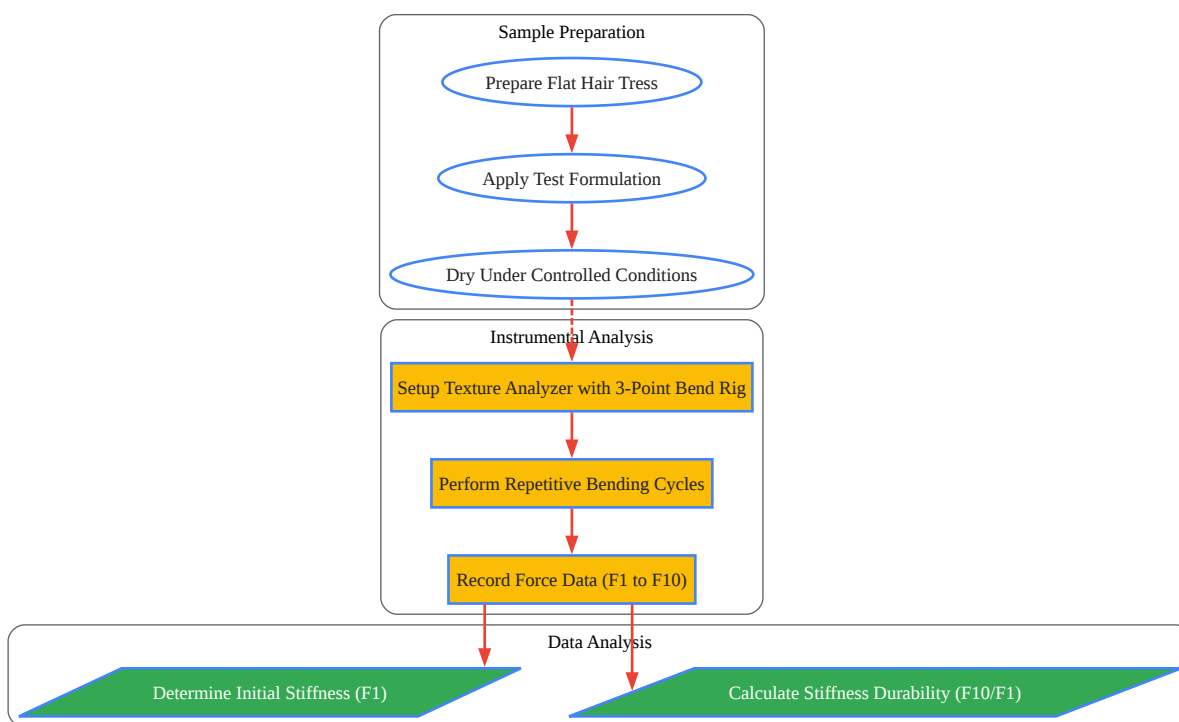 Sample Preparation
Prepare Flat Hair Tress
Apply Test Formulation
Dry Under Controlled Conditions
Instrumental Analysis
Setup Texture Analyzer with 3-Point Bend Rig
Perform Repetitive Bending Cycles
Record Force Data (F1 to F10)
Data Analysis
Determine Initial Stiffness (F1)
Calculate Stiffness Durability (F10/F1)